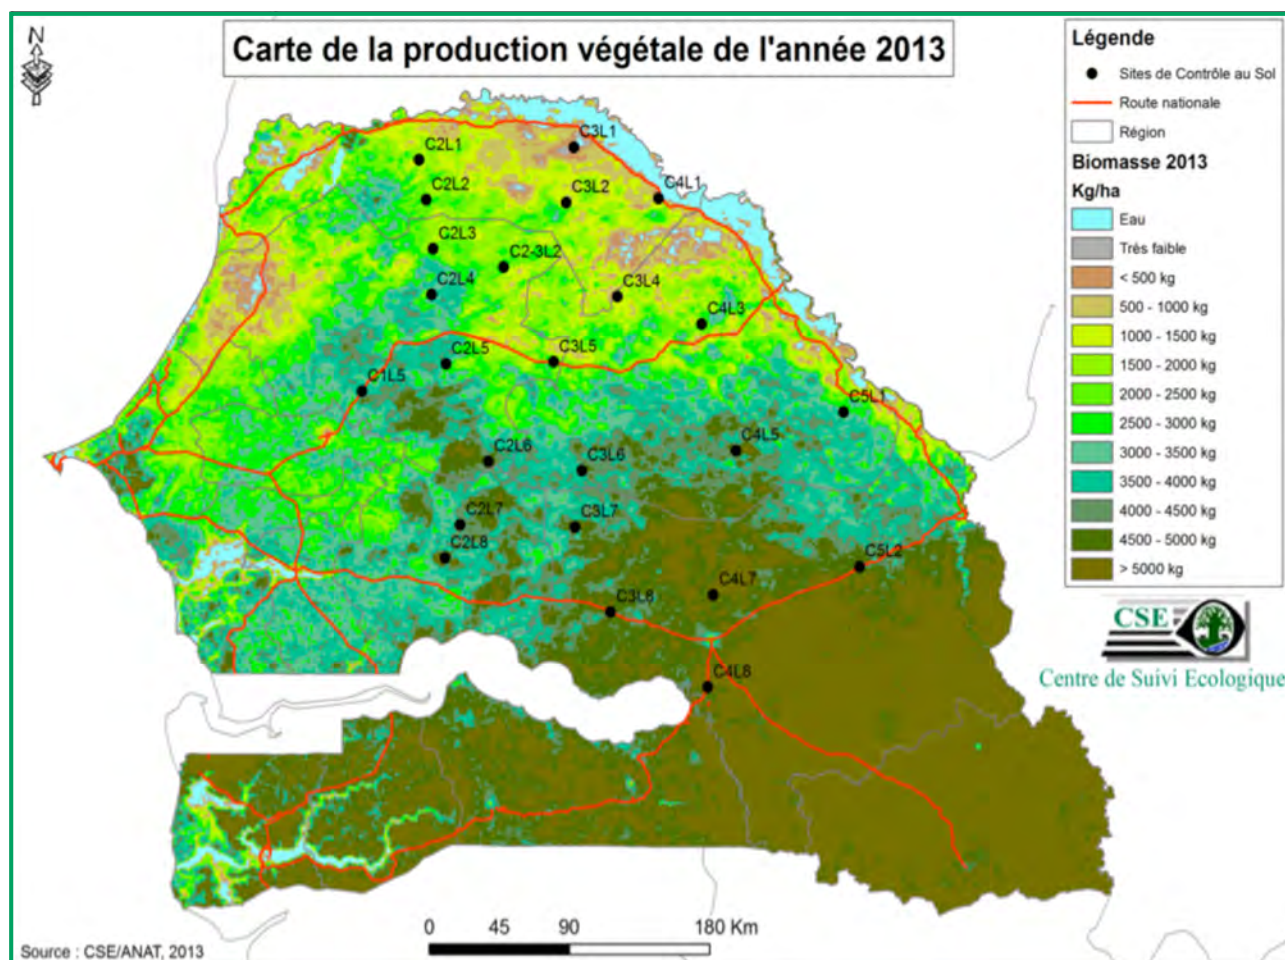 N
Carte de la production végétale de l'année 2013
Légende
Sites de Contrôle au Sol
Route nationale
Région
Biomasse 2013
Kg/ha
Eau
Très faible
< 500 kg
500 - 1000 kg
1000 - 1500 kg
1500 - 2000 kg
2000 - 2500 kg
2500 - 3000 kg
3000 - 3500 kg
3500 - 4000 kg
4000 - 4500 kg
4500 - 5000 kg
> 5000 kg
C3L1
C2L1
C2L2
C3L2
C4L1
C2L3
C2-3L2
C2L4
C3L4
C4L3
C2L5
C3L5
C1L5
C5L1
C4L5
C2L6
C3L6
C2L7
C3L7
C2L8
C5L2
C4L7
C3L8
C4L8
CSE
Centre de Suivi Ecologique
0 45 90 180 Km
Source : CSE/ANAT, 2013